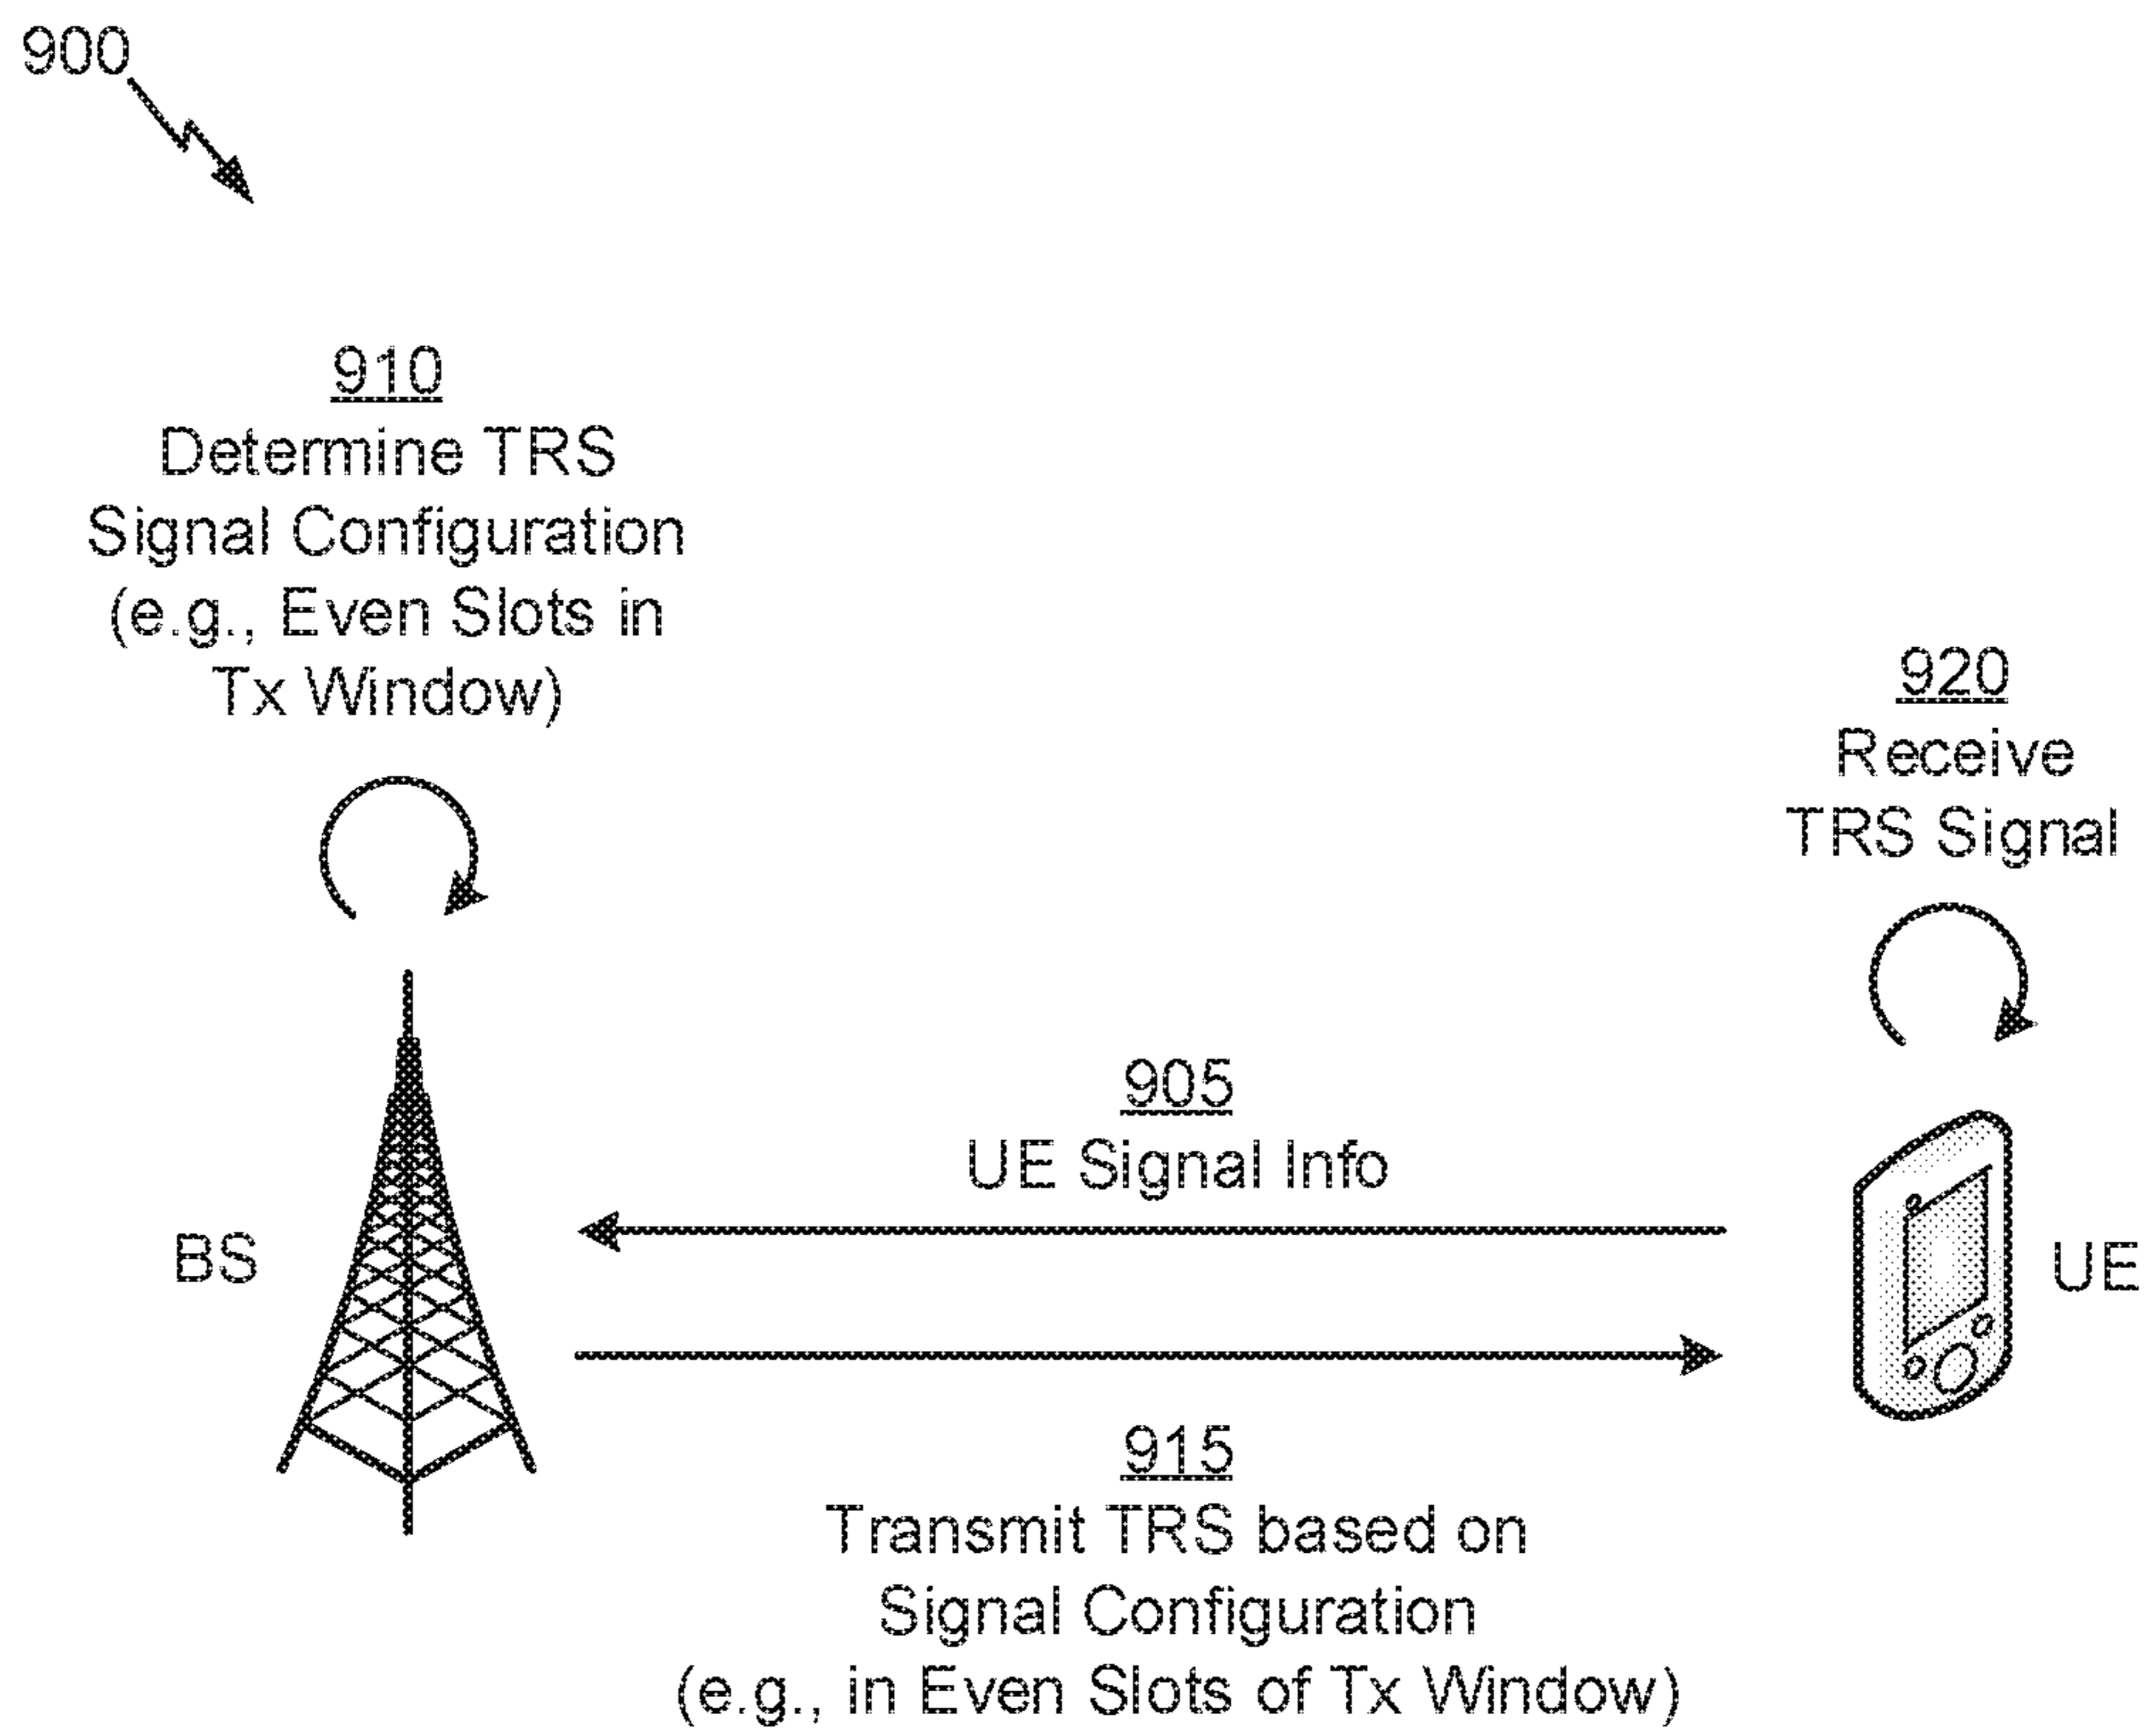 900
910
Determine TRS
Signal Configuration
(e.g., Even Slots in
Tx Window)
920
Receive
TRS Signal
905
UE Signal Info
BS
UE
915
Transmit TRS based on
Signal Configuration
(e.g., in Even Slots of Tx Window)